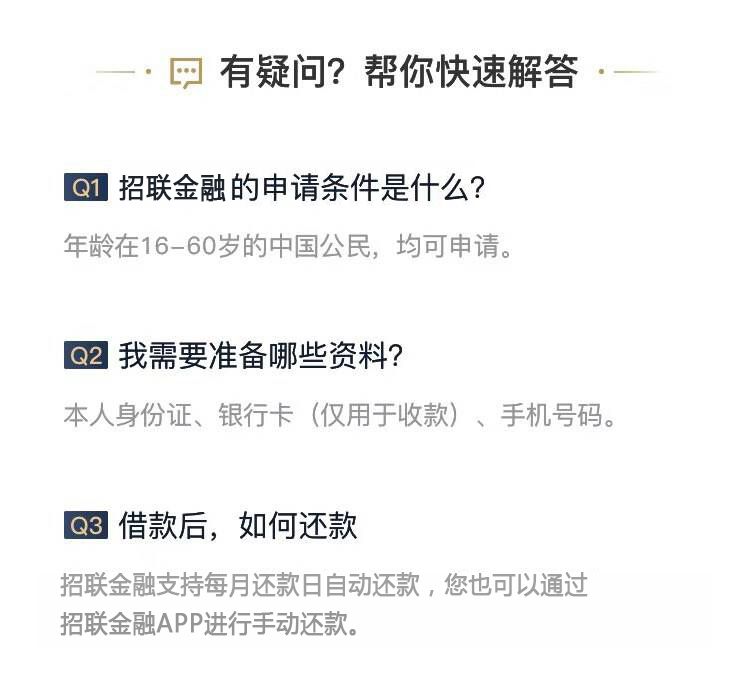 有疑问？帮你快速解答
Q1 招联金融的申请条件是什么？
年龄在16-60岁的中国公民，均可申请。
Q2 我需要准备哪些资料？
本人身份证、银行卡（仅用于收款）、手机号码。
Q3 借款后，如何还款
招联金融支持每月还款日自动还款，您也可以通过
招联金融APP进行手动还款。